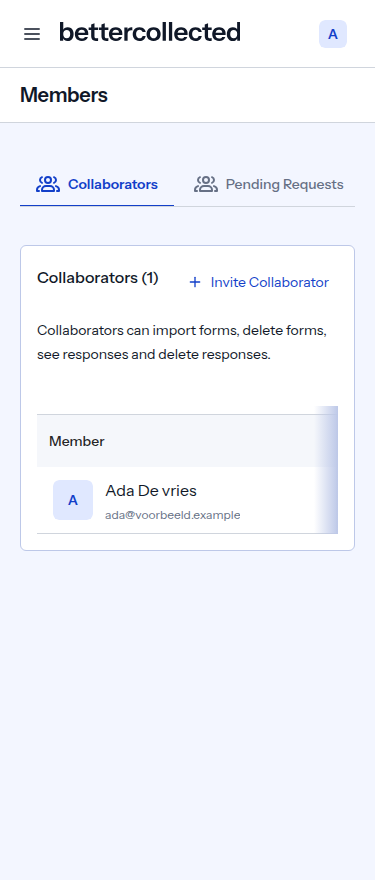 bettercollected
A
Members
Collaborators
Pending Requests
Collaborators (1)
Invite Collaborator
Collaborators can import forms, delete forms,
see responses and delete responses.
Member
A
Ada De vries
ada@voorbeeld.example